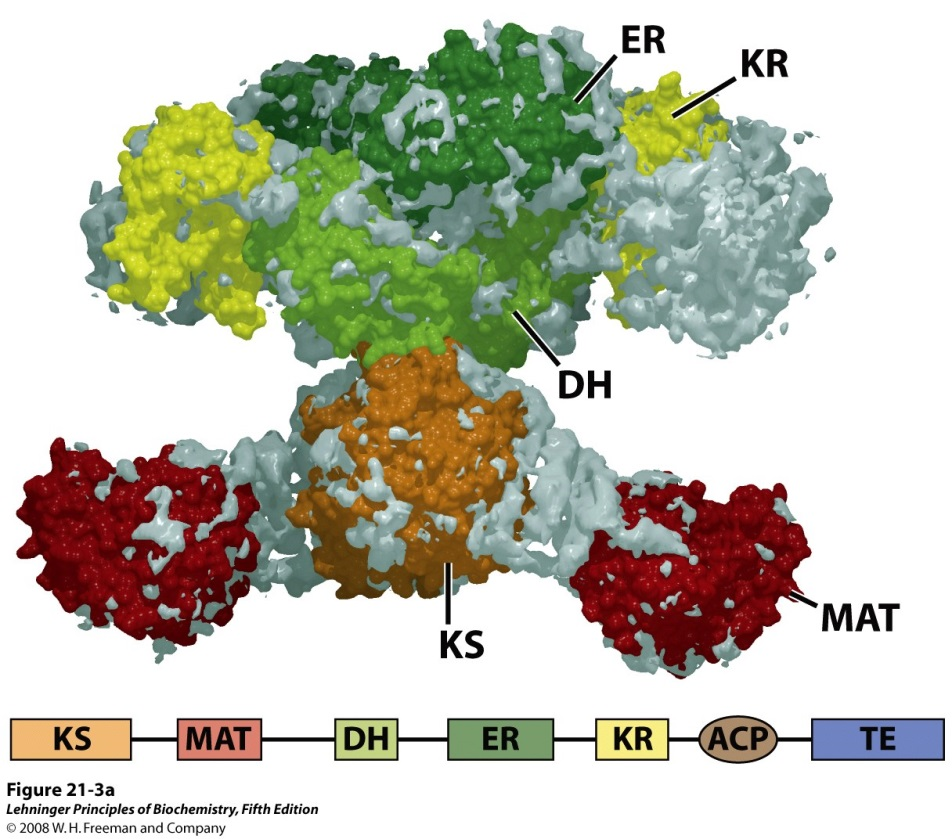 ER
KR
DH
KS
MAT
KS MAT DH ER KR ACP TE
Figure 21-3a
Lehninger Principles of Biochemistry, Fifth Edition
© 2008 W. H. Freeman and Company